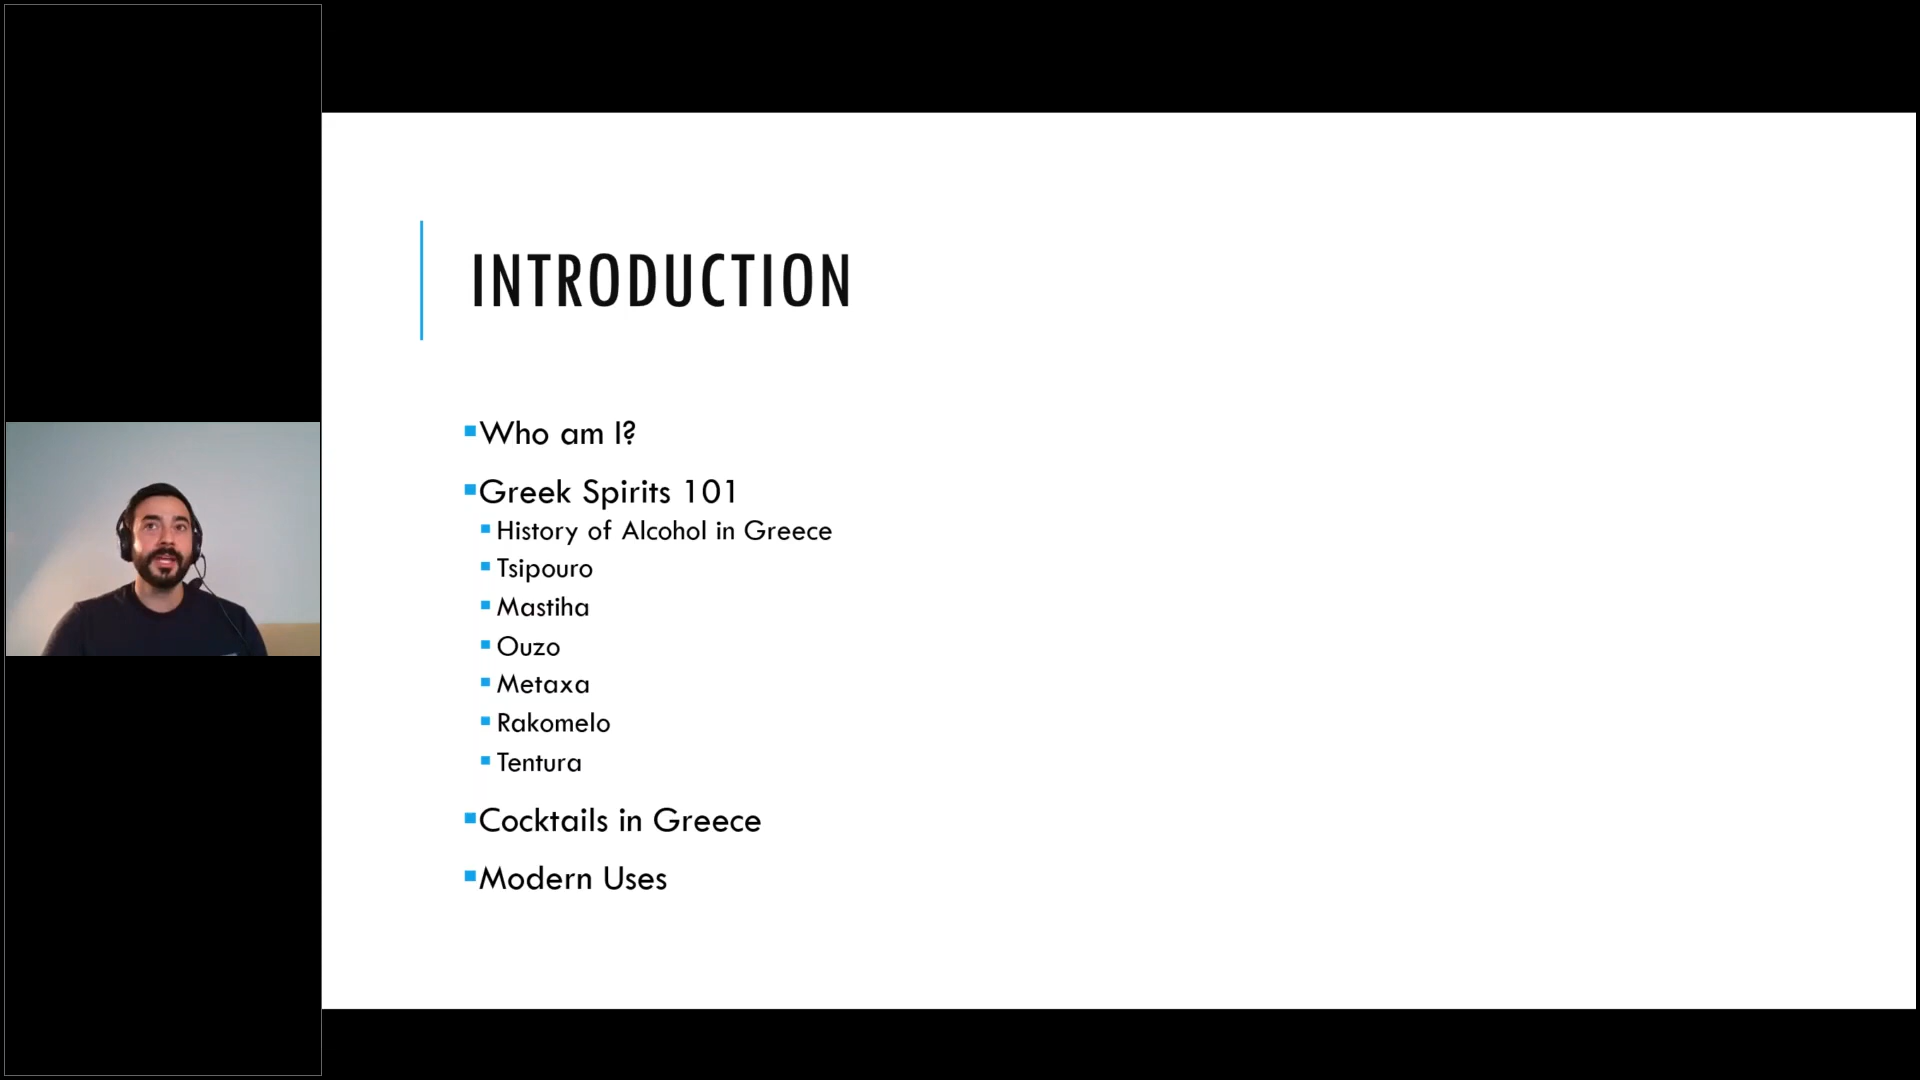 INTRODUCTION
Who am I?
Greek Spirits 101
History of Alcohol in Greece
Tsipouro
Mastiha
Ouzo
Metaxa
Rakomelo
Tentura
Cocktails in Greece
Modern Uses